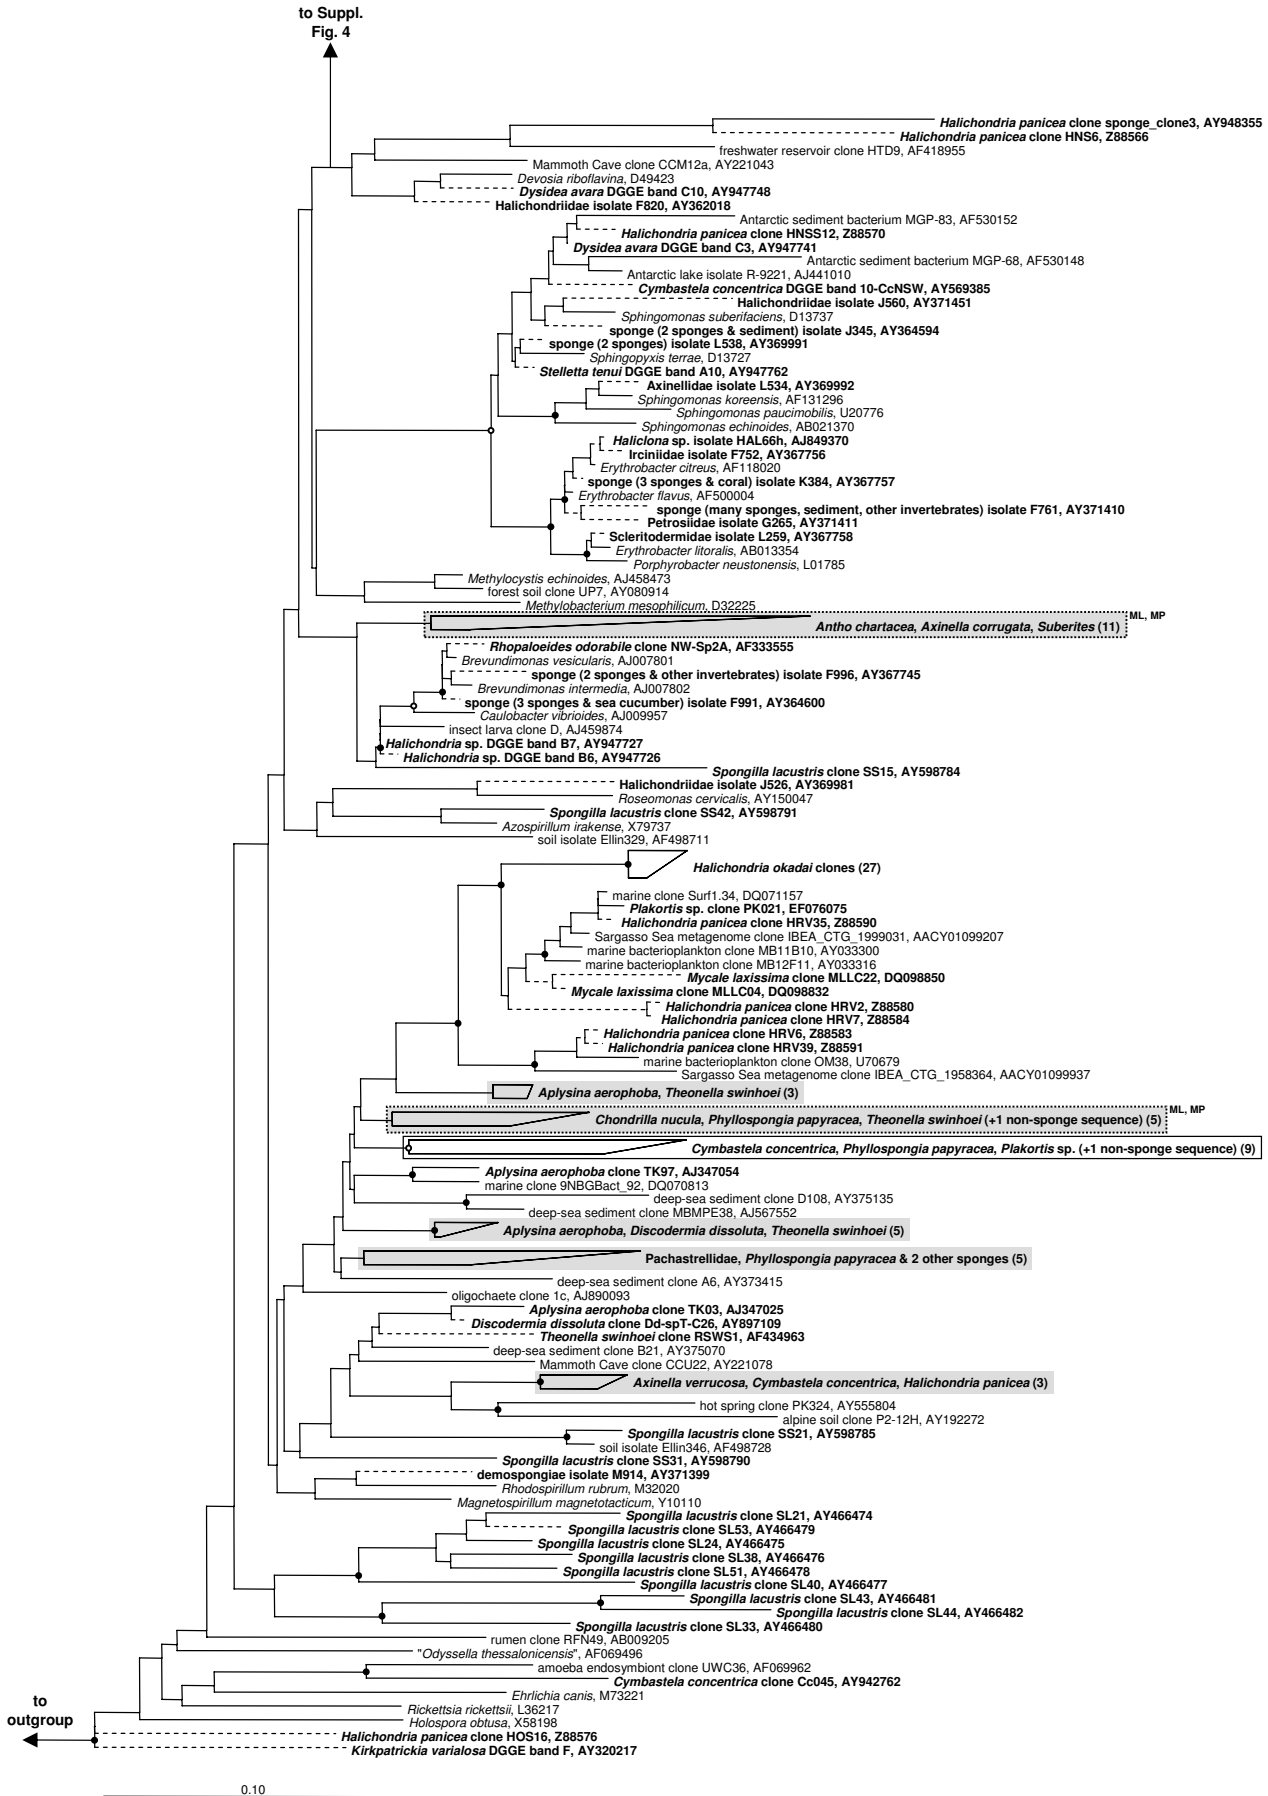 to Suppl.
Fig. 4
Halichondria panicea clone sponge_clone3, AY948355
Halichondria panicea clone HNS6, Z88566
freshwater reservoir clone HTD9, AF418955
Mammoth Cave clone CCM12a, AY221043
Devosia riboflavina, D49423
Dysidea avara DGGE band C10, AY947748
Halichondriidae isolate F820, AY362018
Antarctic sediment bacterium MGP-83, AF530152
Halichondria panicea clone HNSS12, Z88570
Dysidea avara DGGE band C3, AY947741
Antarctic sediment bacterium MGP-68, AF530148
Antarctic lake isolate R-9221, AJ441010
Cymbastela concentrica DGGE band 10-CcNSW, AY569385
Halichondriidae isolate J560, AY371451
Sphingomonas suberifaciens, D13737
sponge (2 sponges & sediment) isolate J345, AY364594
sponge (2 sponges) isolate L538, AY369991
Sphingopyxis terrae, D13727
Stelletta tenui DGGE band A10, AY947762
Axinellidae isolate L534, AY369992
Sphingomonas koreensis, AF131296
Sphingomonas paucimobilis, U20776
Sphingomonas echinoides, AB021370
Haliclona sp. isolate HAL66h, AJ849370
Irciniidae isolate F752, AY367756
Erythrobacter citreus, AF118020
sponge (3 sponges & coral) isolate K384, AY367757
Erythrobacter flavus, AF500004
sponge (many sponges, sediment, other invertebrates) isolate F761, AY371410
Petrosiidae isolate G265, AY371411
Scleritodermidae isolate L259, AY367758
Erythrobacter litoralis, AB013354
Porphyrobacter neustonensis, L01785
Methylocystis echinoides, AJ458473
forest soil clone UP7, AY080914
Methylobacterium mesophilicum, D32225
ML, MP
Antho chartacea, Axinella corrugata, Suberites (11)
Rhopaloeides odorabile clone NW-Sp2A, AF333555
Brevundimonas vesicularis, AJ007801
sponge (2 sponges & other invertebrates) isolate F996, AY367745
Brevundimonas intermedia, AJ007802
sponge (3 sponges & sea cucumber) isolate F991, AY364600
Caulobacter vibrioides, AJ009957
insect larva clone D, AJ459874
Halichondria sp. DGGE band B7, AY947727
Halichondria sp. DGGE band B6, AY947726
Spongilla lacustris clone SS15, AY598784
Halichondriidae isolate J526, AY369981
Roseomonas cervicalis, AY150047
Spongilla lacustris clone SS42, AY598791
Azospirillum irakense, X79737
soil isolate Ellin329, AF498711
Halichondria okadai clones (27)
marine clone Surf1.34, DQ071157
Plakortis sp. clone PK021, EF076075
Halichondria panicea clone HRV35, Z88590
Sargasso Sea metagenome clone IBEA_CTG_1999031, AACY01099207
marine bacterioplankton clone MB11B10, AY033300
marine bacterioplankton clone MB12F11, AY033316
Mycale laxissima clone MLLC22, DQ098850
Mycale laxissima clone MLLC04, DQ098832
Halichondria panicea clone HRV2, Z88580
Halichondria panicea clone HRV7, Z88584
Halichondria panicea clone HRV6, Z88583
Halichondria panicea clone HRV39, Z88591
marine bacterioplankton clone OM38, U70679
Sargasso Sea metagenome clone IBEA_CTG_1958364, AACY01099937
Aplysina aerophoba, Theonella swinhoei (3)
ML, MP
Chondrilla nucula, Phyllospongia papyracea, Theonella swinhoei (+1 non-sponge sequence) (5)
Cymbastela concentrica, Phyllospongia papyracea, Plakortis sp. (+1 non-sponge sequence) (9)
Aplysina aerophoba clone TK97, AJ347054
marine clone 9NBGBact_92, DQ070813
deep-sea sediment clone D108, AY375135
deep-sea sediment clone MBMPE38, AJ567552
Aplysina aerophoba, Discodermia dissoluta, Theonella swinhoei (5)
Pachastrellidae, Phyllospongia papyracea & 2 other sponges (5)
deep-sea sediment clone A6, AY373415
oligochaete clone 1c, AJ890093
Aplysina aerophoba clone TK03, AJ347025
Discodermia dissoluta clone Dd-spT-C26, AY897109
Theonella swinhoei clone RSWS1, AF434963
deep-sea sediment clone B21, AY375070
Mammoth Cave clone CCU22, AY221078
Axinella verrucosa, Cymbastela concentrica, Halichondria panicea (3)
hot spring clone PK324, AY555804
alpine soil clone P2-12H, AY192272
Spongilla lacustris clone SS21, AY598785
soil isolate Ellin346, AF498728
Spongilla lacustris clone SS31, AY598790
demospongiae isolate M914, AY371399
Rhodospirillum rubrum, M32020
Magnetospirillum magnetotacticum, Y10110
Spongilla lacustris clone SL21, AY466474
Spongilla lacustris clone SL53, AY466479
Spongilla lacustris clone SL24, AY466475
Spongilla lacustris clone SL38, AY466476
Spongilla lacustris clone SL51, AY466478
Spongilla lacustris clone SL40, AY466477
Spongilla lacustris clone SL43, AY466481
Spongilla lacustris clone SL44, AY466482
Spongilla lacustris clone SL33, AY466480
rumen clone RFN49, AB009205
"Odyssella thessalonicensis", AF069496
amoeba endosymbiont clone UWC36, AF069962
Cymbastela concentrica clone Cc045, AY942762
Ehrlichia canis, M73221
Rickettsia rickettsii, L36217
Holospora obtusa, X58198
to
outgroup
Halichondria panicea clone HOS16, Z88576
Kirkpatrickia varialosa DGGE band F, AY320217
0.10